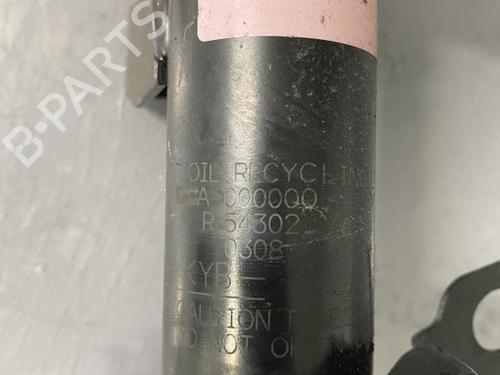 B-PARTS
OIL RECYCLIN
000000
R 54302
0308
KYB
CAUTION
DO NOT